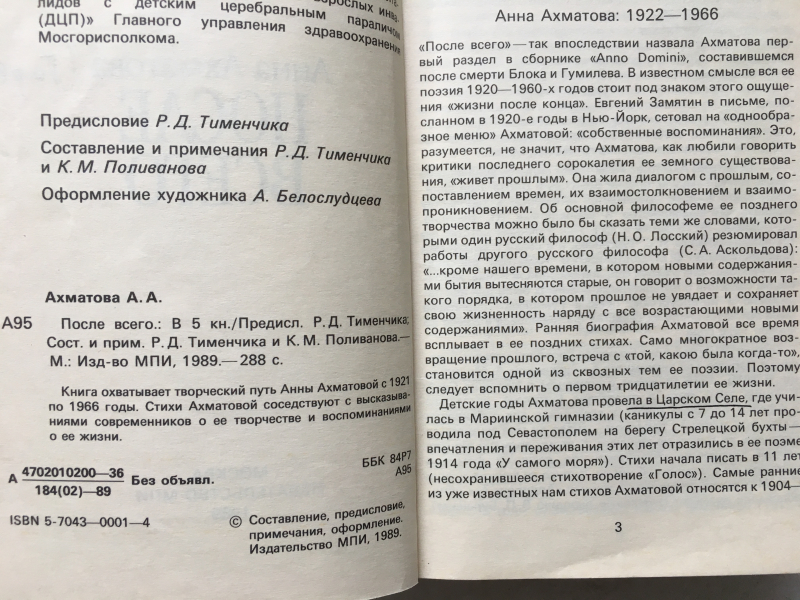 лидов с детским церебральным параличом
(ДЦП)» Главного управления здравоохранения
Мосгорисполкома.
Предисловие Р. Д. Тименчика
Составление и примечания Р. Д. Тименчика
и К. М. Поливанова
Оформление художника А. Белослудцева
Ахматова А. А.
А95 После всего.: В 5 кн./Предисл. Р. Д. Тименчика;
Сост. и прим. Р. Д. Тименчика и К. М. Поливанова.—
М.: Изд-во МПИ, 1989.—288 с.
Книга охватывает творческий путь Анны Ахматовой с 1921
по 1966 годы. Стихи Ахматовой соседствуют с высказыва-
ниями современников о ее творчестве и воспоминаниями
о ее жизни.
А 4702010200—36
184(02)—89 Без объявл.
ББК 84Р7
А95
ISBN 5-7043-0001-4
© Составление, предисловие,
примечания, оформление.
Издательство МПИ, 1989.
Анна Ахматова: 1922—1966
«После всего» — так впоследствии назвала Ахматова пер-
вый раздел в сборнике «Anno Domini», составившемся
после смерти Блока и Гумилева. В известном смысле вся ее
поэзия 1920—1960-х годов стоит под знаком этого ощуще-
ния «жизни после конца». Евгений Замятин в письме, по-
сланном в 1920-е годы в Нью-Йорк, сетовал на «однооб-
разное меню» Ахматовой: «собственные воспоминания». Это,
разумеется, не значит, что Ахматова, как любили говорить
критики последнего сорокалетия ее земного существова-
ния, «живет прошлым». Она жила диалогом с прошлым, со-
поставлением времен, их взаимостолкновением и взаимо-
проникновением. Об основной философеме ее позднего
творчества можно было бы сказать теми же словами, кото-
рыми один русский философ (Н. О. Лосский) резюмировал
работы другого русского философа (С. А. Аскольдова):
«...кроме нашего времени, в котором новыми содержания-
ми бытия вытесняются старые, он говорит о возможности та-
кого порядка, в котором прошлое не увядает и сохраняет
свою жизненность наряду с все возрастающими новыми
содержаниями». Ранняя биография Ахматовой все время
всплывает в ее поздних стихах. Само многократное воз-
вращение прошлого, встреча с «той, какою была когда-то»,
становится одной из сквозных тем ее поэзии. Поэтому
следует вспомнить о первом тридцатилетии ее жизни.
Детские годы Ахматова провела в Царском Селе, где учи-
лась в Мариинской гимназии (каникулы с 7 до 14 лет про-
водила под Севастополем на берегу Стрелецкой бухты —
впечатления и переживания этих лет отразились в ее поэме
1914 года «У самого моря»). Стихи начала писать в 11 лет
(несохранившееся стихотворение «Голос»). Самые ранние
из уже известных нам стихов Ахматовой относятся к 1904—
3